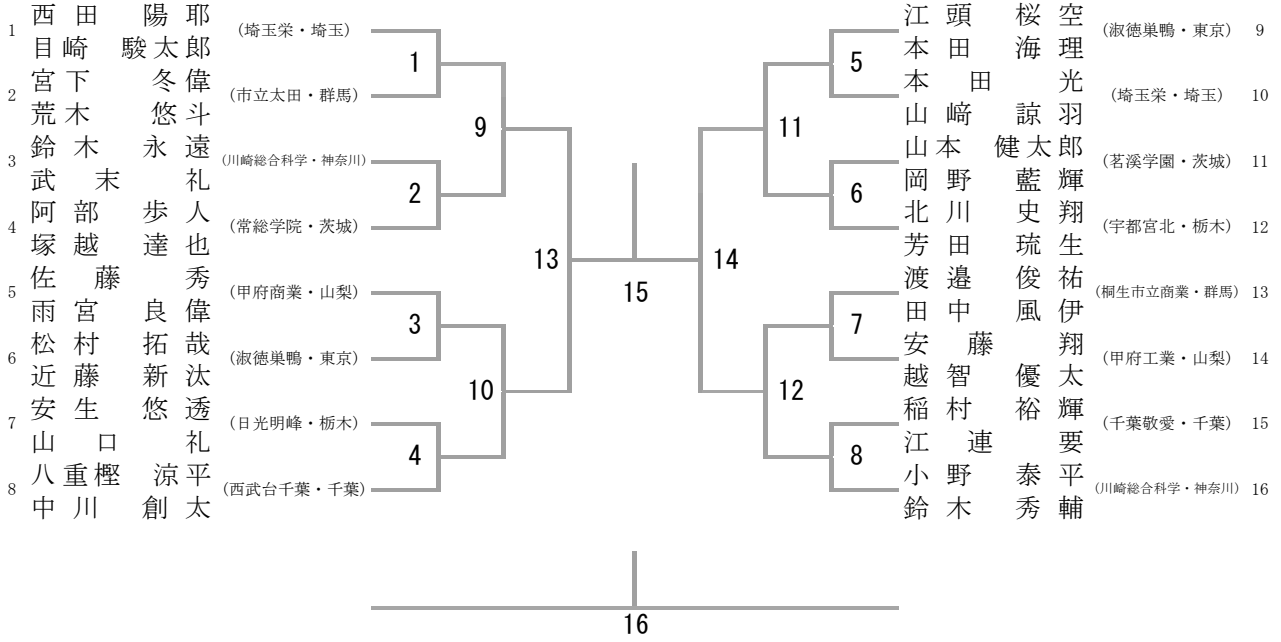 西田 陽耶
1 (埼玉栄・埼玉)
目崎 駿太郎
宮下 冬偉
2 (市立太田・群馬)
荒木 悠斗
鈴木 永遠
3 (川崎総合科学・神奈川)
武末 礼
阿部 歩人
4 (常総学院・茨城)
塚越 達也
佐藤 秀
5 (甲府商業・山梨)
雨宮 良偉
松村 拓哉
6 (淑徳巣鴨・東京)
近藤 新汰
安生 悠透
7 (日光明峰・栃木)
山口 礼
八重樫 涼平
8 (西武台千葉・千葉)
中川 創太
1
2
3
4
9
10
13
15
14
11
12
5
6
7
8
江頭 桜空
(淑徳巣鴨・東京) 9
本田 海理
本田 光
(埼玉栄・埼玉) 10
山﨑 諒羽
山本 健太郎
(茗溪学園・茨城) 11
岡野 藍輝
北川 史翔
(宇都宮北・栃木) 12
芳田 琉生
渡邉 俊祐
(桐生市立商業・群馬) 13
田中 風伊
安藤 翔
(甲府工業・山梨) 14
越智 優太
稲村 裕輝
(千葉敬愛・千葉) 15
江連 要
小野 泰平
(川崎総合科学・神奈川) 16
鈴木 秀輔
16